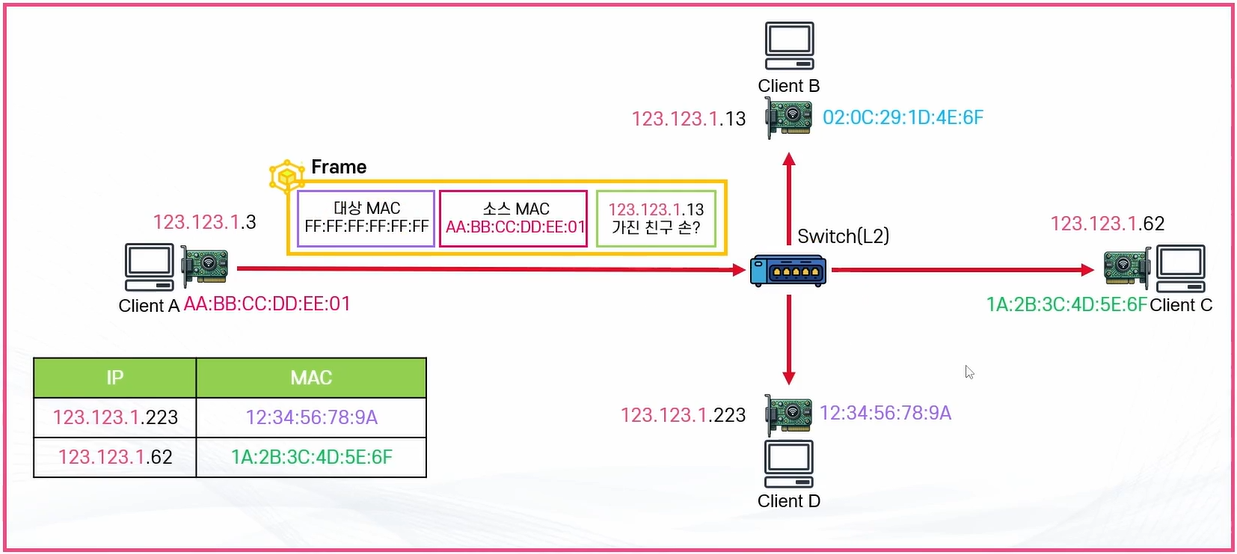 Client B
123.123.1.13
02:0C:29:1D:4E:6F
Frame
대상 MAC
FF:FF:FF:FF:FF:FF
소스 MAC
AA:BB:CC:DD:EE:01
123.123.1.13
가진 친구 손?
123.123.1.3
Client A
AA:BB:CC:DD:EE:01
Switch(L2)
123.123.1.62
1A:2B:3C:4D:5E:6F
Client C
IP MAC
123.123.1.223 12:34:56:78:9A
123.123.1.62 1A:2B:3C:4D:5E:6F
123.123.1.223
12:34:56:78:9A
Client D